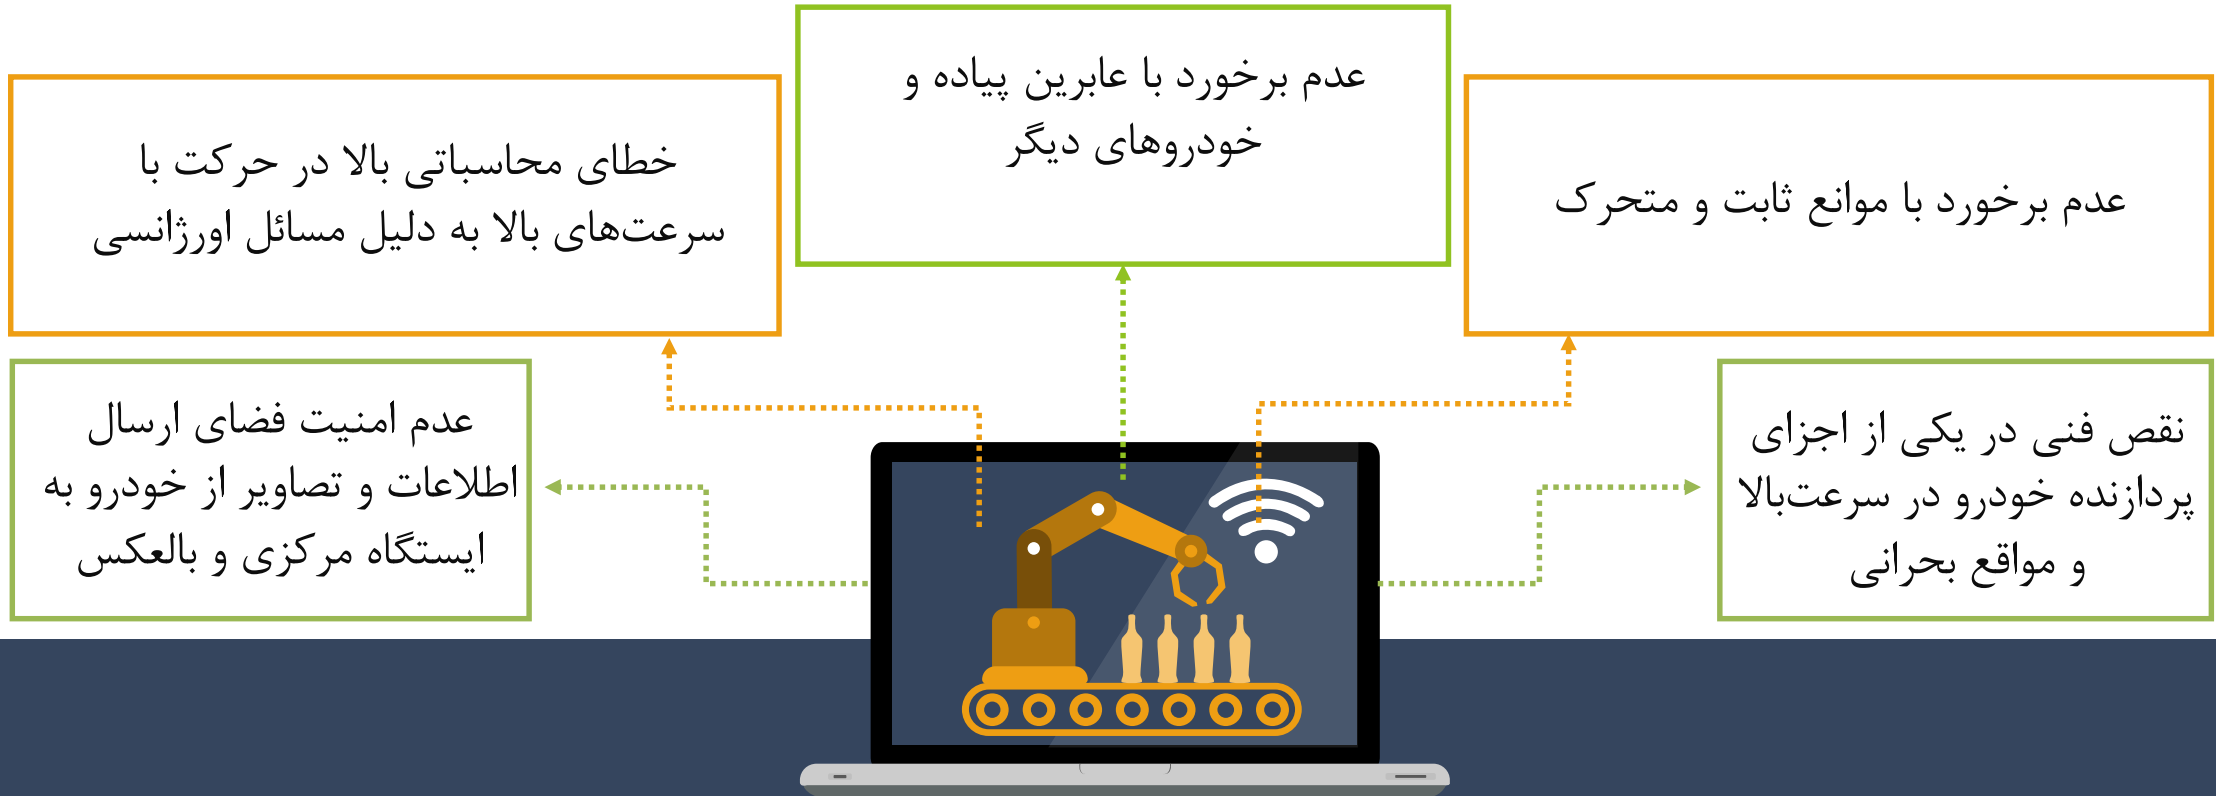 عدم برخورد با موانع ثابت و متحرک
عدم برخورد با عابرین پیاده و
خودروهای دیگر
خطای محاسباتی بالا در حرکت با
سرعت‌های بالا به دلیل مسائل اورژانسی
نقص فنی در یکی از اجزای
پردازنده خودرو در سرعت‌بالا
و مواقع بحرانی
عدم امنیت فضای ارسال
اطلاعات و تصاویر از خودرو به
ایستگاه مرکزی و بالعکس